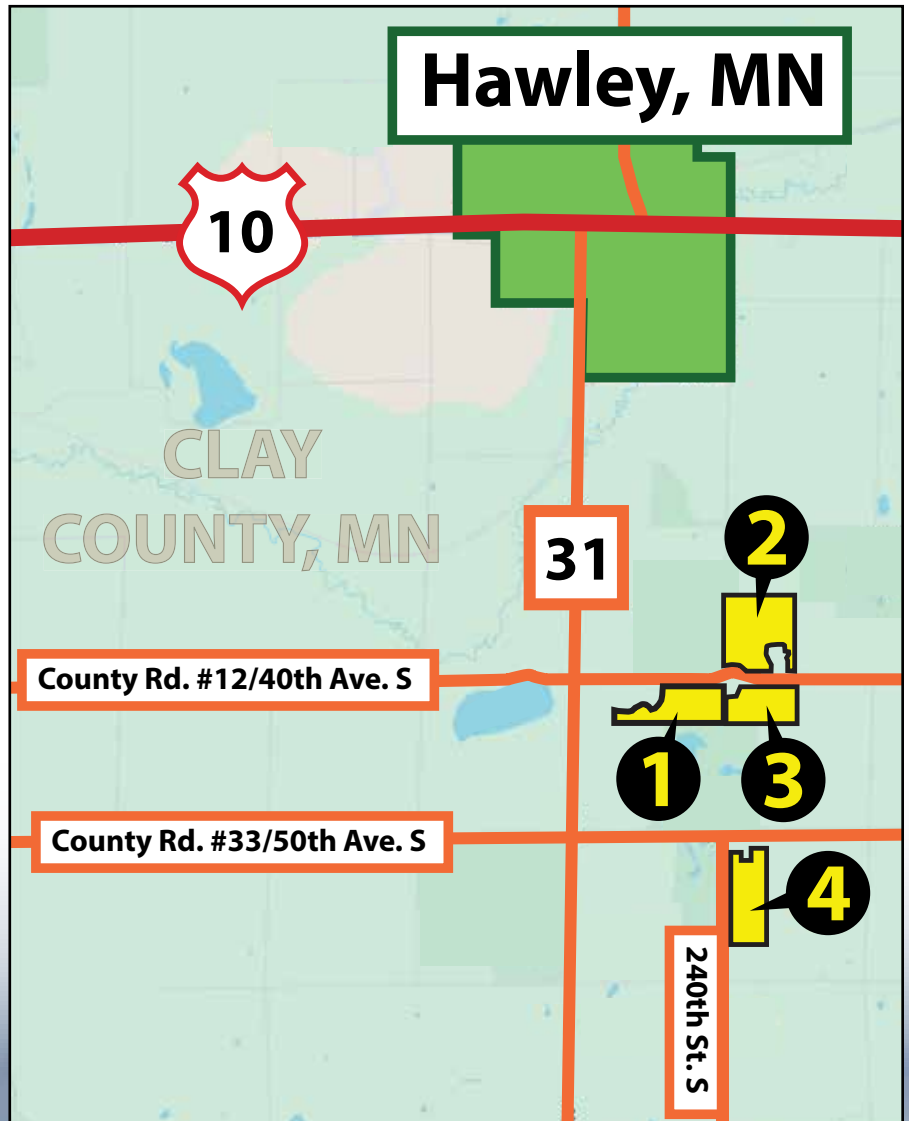 Hawley, MN
10
CLAY
COUNTY, MN
31
2
County Rd. #12/40th Ave. S
1
3
County Rd. #33/50th Ave. S
4
240th St. S